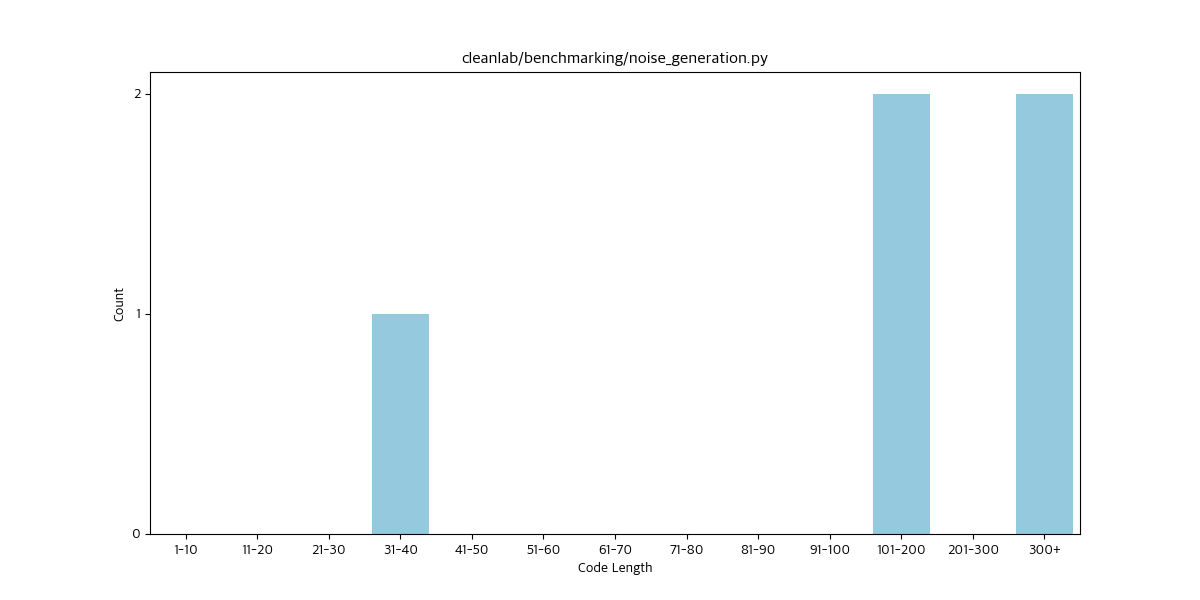 cleanlab/benchmarking/noise_generation.py
2
1
0
Count
1-10 11-20 21-30 31-40 41-50 51-60 61-70 71-80 81-90 91-100 101-200 201-300 300+
Code Length